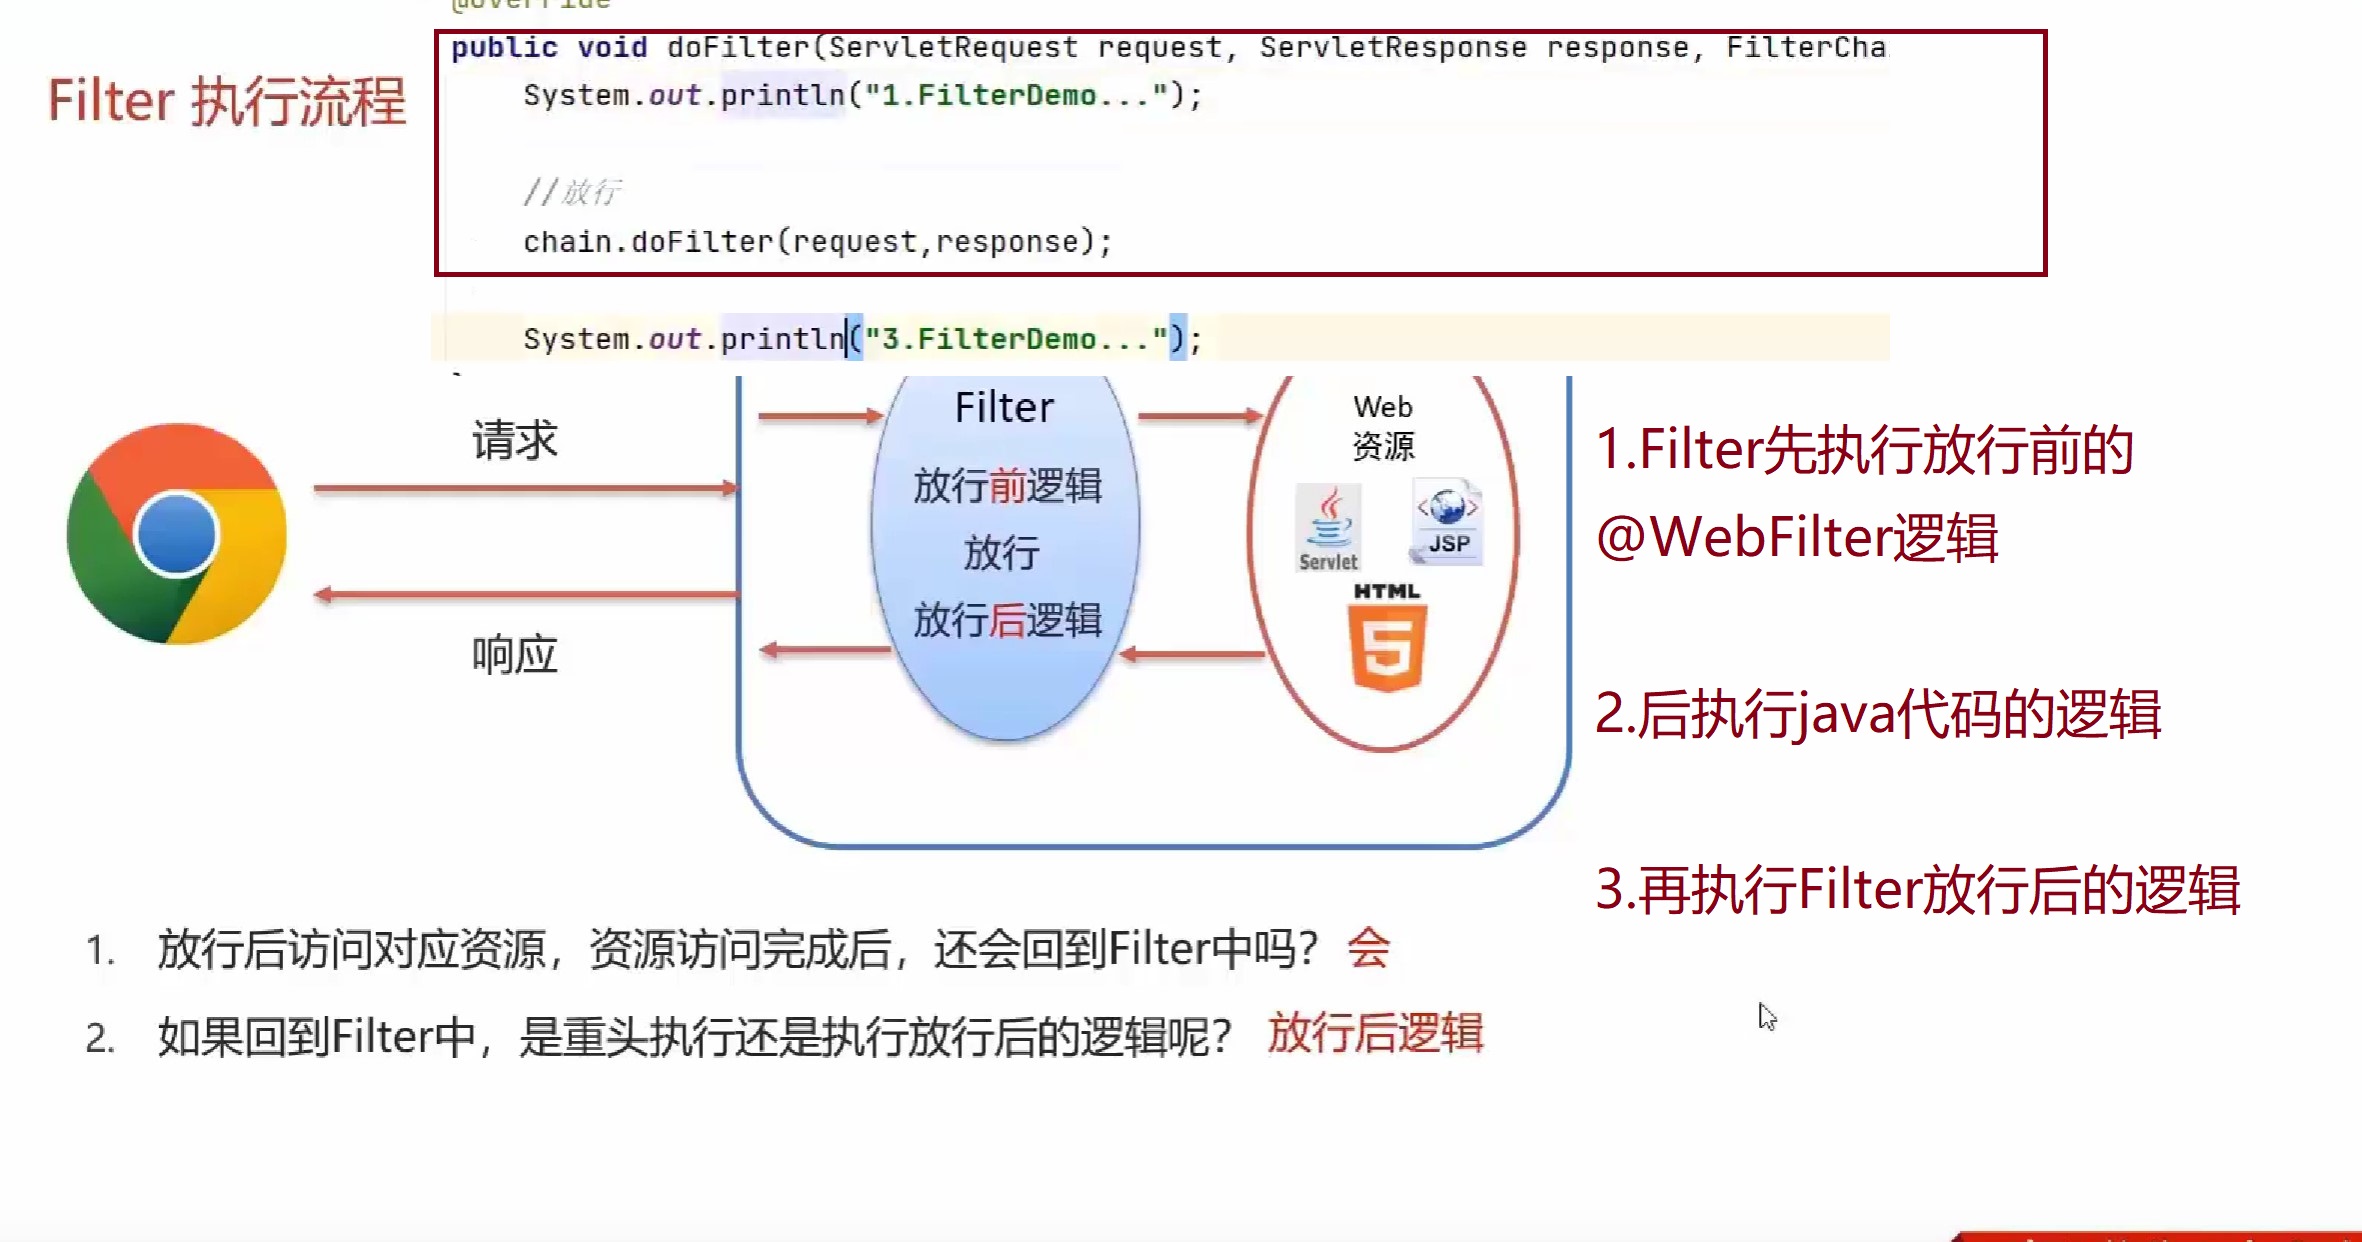 @Override
Filter 执行流程
public void doFilter(ServletRequest request, ServletResponse response, FilterCha
System.out.println("1.FilterDemo...");
//放行
chain.doFilter(request,response);
System.out.println("3.FilterDemo...");
请求
响应
Filter
放行前逻辑
放行
放行后逻辑
Web
资源
Servlet
JSP
HTML
5
1.Filter先执行放行前的
@WebFilter逻辑
2.后执行java代码的逻辑
3.再执行Filter放行后的逻辑
1. 放行后访问对应资源，资源访问完成后，还会回到Filter中吗？ 会
2. 如果回到Filter中，是重头执行还是执行放行后的逻辑呢？ 放行后逻辑